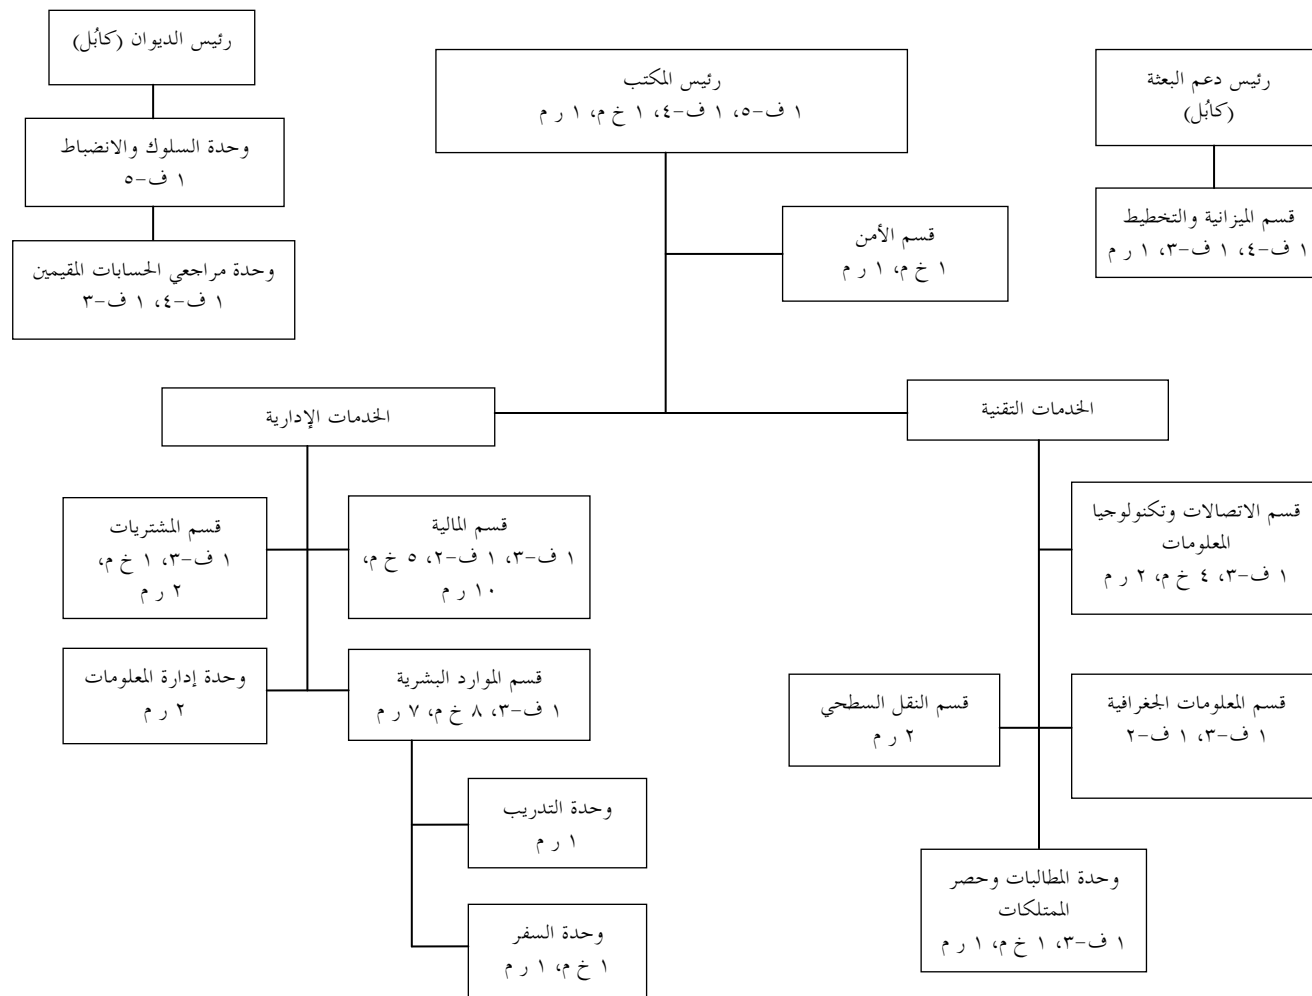 رئيس الديوان (كابُل)
وحدة السلوك والانضباط
١ ف-٥
وحدة مراجعي الحسابات المقيمين
١ ف-٤، ١ ف-٣
رئيس المكتب
١ ف-٥، ١ ف-٤، ١ خ م، ١ ر م
رئيس دعم البعثة
(كابُل)
قسم الميزانية والتخطيط
١ ف-٤، ١ ف-٣، ١ ر م
قسم الأمن
١ خ م، ١ ر م
الخدمات الإدارية
الخدمات التقنية
قسم المشتريات
١ ف-٣، ١ خ م،
٢ ر م
قسم المالية
١ ف-٣، ١ ف-٢، ٥ خ م،
١٠ ر م
وحدة إدارة المعلومات
٢ ر م
قسم الموارد البشرية
١ ف-٣، ٨ خ م، ٧ ر م
وحدة التدريب
١ ر م
وحدة السفر
١ خ م، ١ ر م
قسم الاتصالات وتكنولوجيا
المعلومات
١ ف-٣، ٤ خ م، ٢ ر م
قسم النقل السطحي
٢ ر م
قسم المعلومات الجغرافية
١ ف-٣، ١ ف-٢
وحدة المطالبات وحصر
الممتلكات
١ ف-٣، ١ خ م، ١ ر م